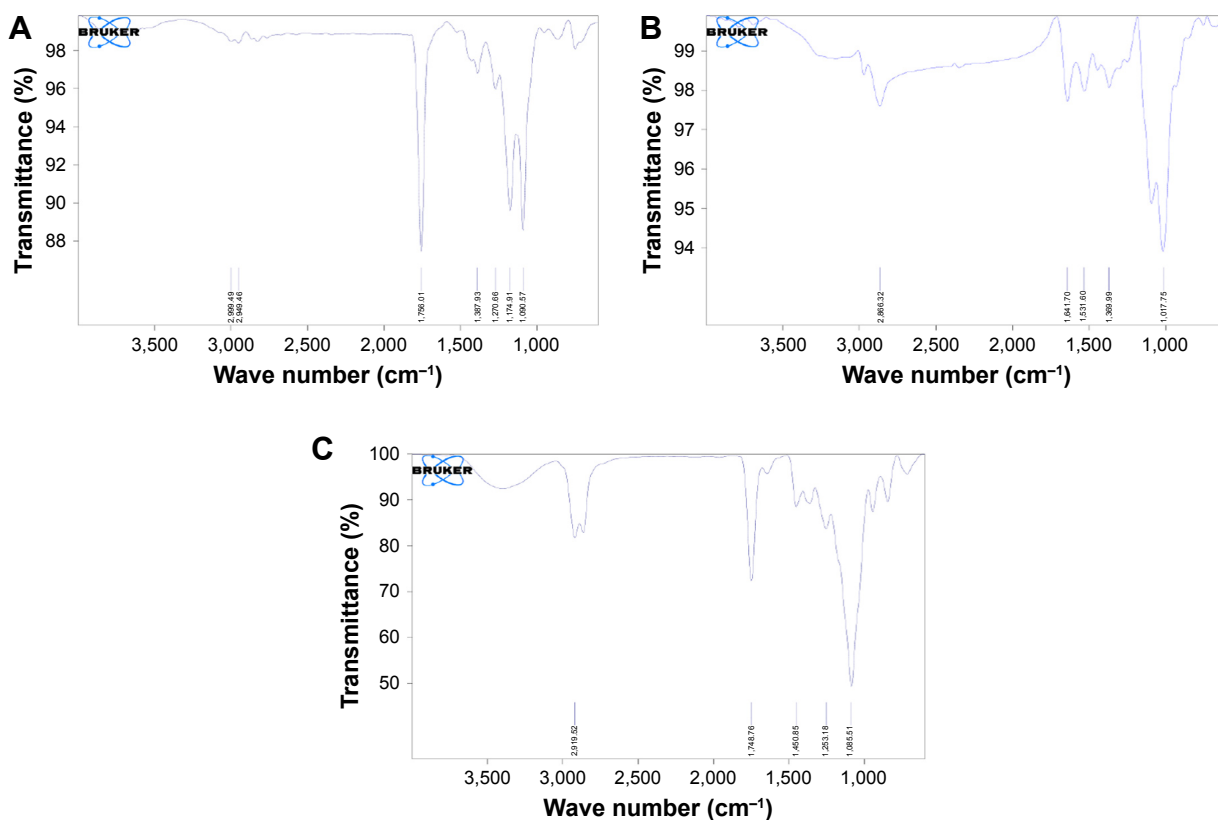 A
BRUKER
Transmittance (%)
98
96
94
92
90
88
2,999.49
2,949.46
1,756.01
1,387.93
1,270.66
1,174.91
1,090.57
3,500 3,000 2,500 2,000 1,500 1,000
Wave number (cm⁻¹)
B
BRUKER
Transmittance (%)
99
98
97
96
95
94
2,866.32
1,641.70
1,531.60
1,369.99
1,017.75
3,500 3,000 2,500 2,000 1,500 1,000
Wave number (cm⁻¹)
C
BRUKER
Transmittance (%)
100
90
80
70
60
50
2,919.52
1,748.76
1,450.85
1,253.18
1,085.51
3,500 3,000 2,500 2,000 1,500 1,000
Wave number (cm⁻¹)